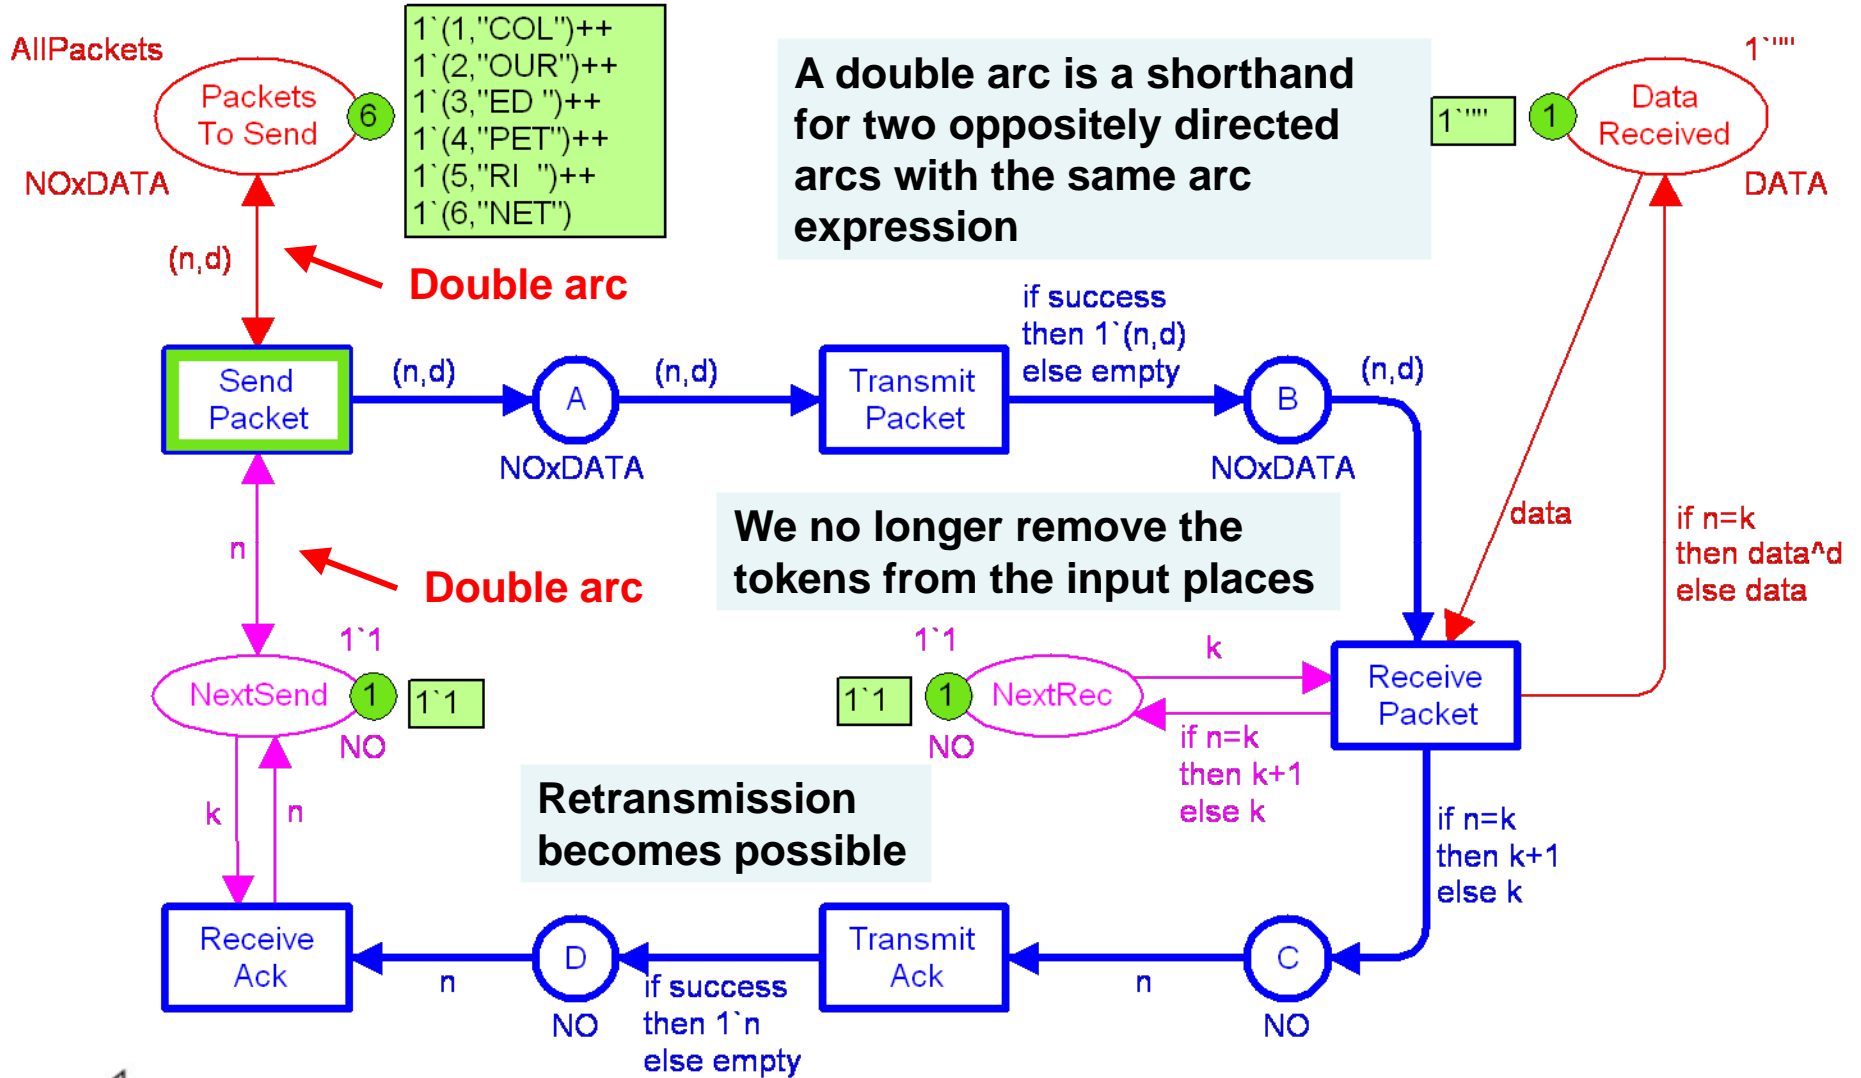 AllPackets
Packets
To Send
6
NOxDATA
1`(1,"COL")++
1`(2,"OUR")++
1`(3,"ED ")++
1`(4,"PET")++
1`(5,"RI  ")++
1`(6,"NET")
A double arc is a shorthand
for two oppositely directed
arcs with the same arc
expression
1`""
1`""
1
Data
Received
DATA
(n,d)
Double arc
Send
Packet
(n,d)
A
NOxDATA
(n,d)
Transmit
Packet
if success
then 1`(n,d)
else empty
B
NOxDATA
(n,d)
data
if n=k
then data^d
else data
n
Double arc
We no longer remove the
tokens from the input places
1`1
NextSend
1
1`1
NO
1`1
1`1
1
NextRec
NO
k
if n=k
then k+1
else k
Receive
Packet
k
n
Retransmission
becomes possible
if n=k
then k+1
else k
Receive
Ack
n
D
NO
if success
then 1`n
else empty
Transmit
Ack
n
C
NO